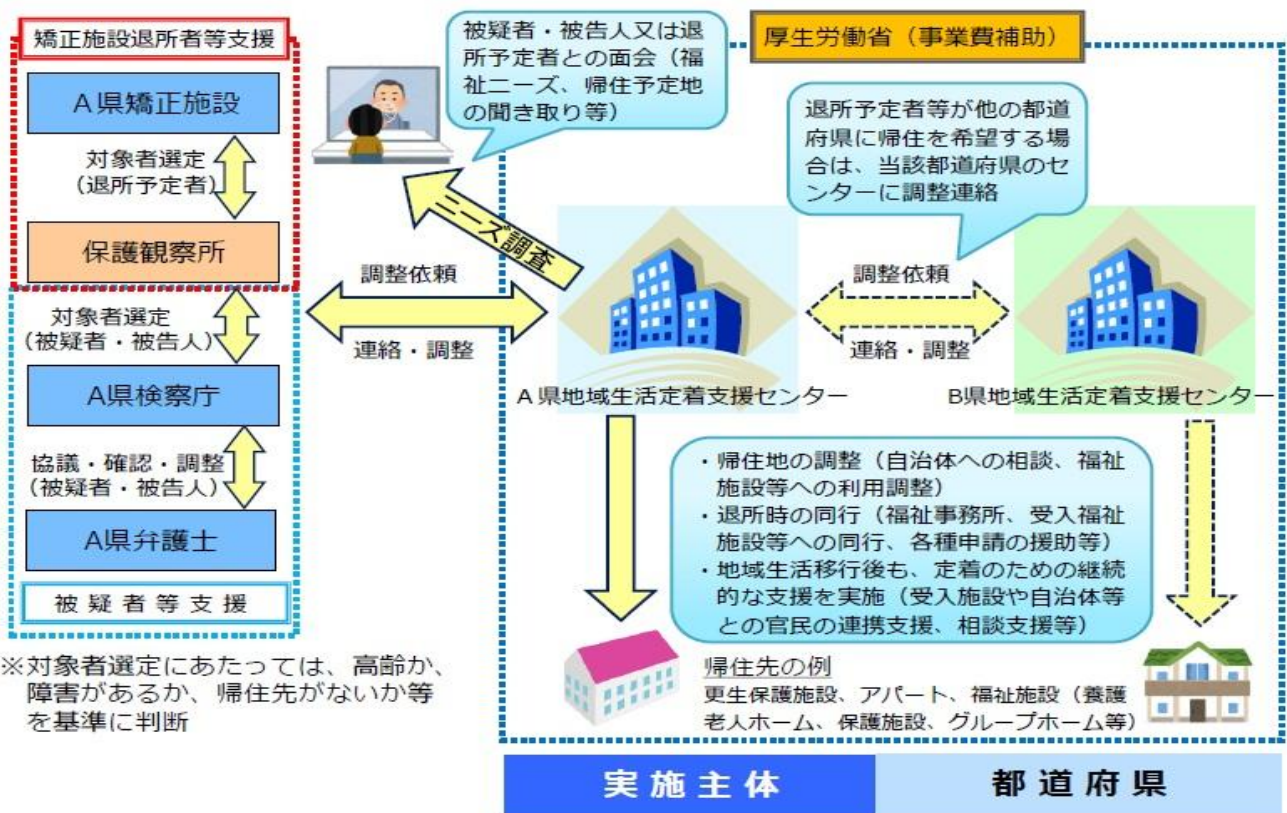 矯正施設退所者等支援
A県矯正施設
対象者選定
(退所予定者)
保護観察所
対象者選定
(被疑者・被告人)
A県検察庁
協議・確認・調整
(被疑者・被告人)
A県弁護士
被疑者等支援
※対象者選定にあたっては、高齢か、
障害があるか、帰住先がないか等
を基準に判断
被疑者・被告人又は退
所予定者との面会（福
祉ニーズ、帰住予定地
の聞き取り等）
ニーズ調査
調整依頼
連絡・調整
厚生労働省（事業費補助）
退所予定者等が他の都道
府県に帰住を希望する場
合は、当該都道府県のセ
ンターに調整連絡
調整依頼
連絡・調整
A県地域生活定着支援センター
B県地域生活定着支援センター
・帰住地の調整（自治体への相談、福祉
施設等への利用調整）
・退所時の同行（福祉事務所、受入福祉
施設等への同行、各種申請の援助等）
・地域生活移行後も、定着のための継続
的な支援を実施（受入施設や自治体等
との官民の連携支援、相談支援等）
帰住先の例
更生保護施設、アパート、福祉施設（養護
老人ホーム、保護施設、グループホーム等）
実施主体
都道府県